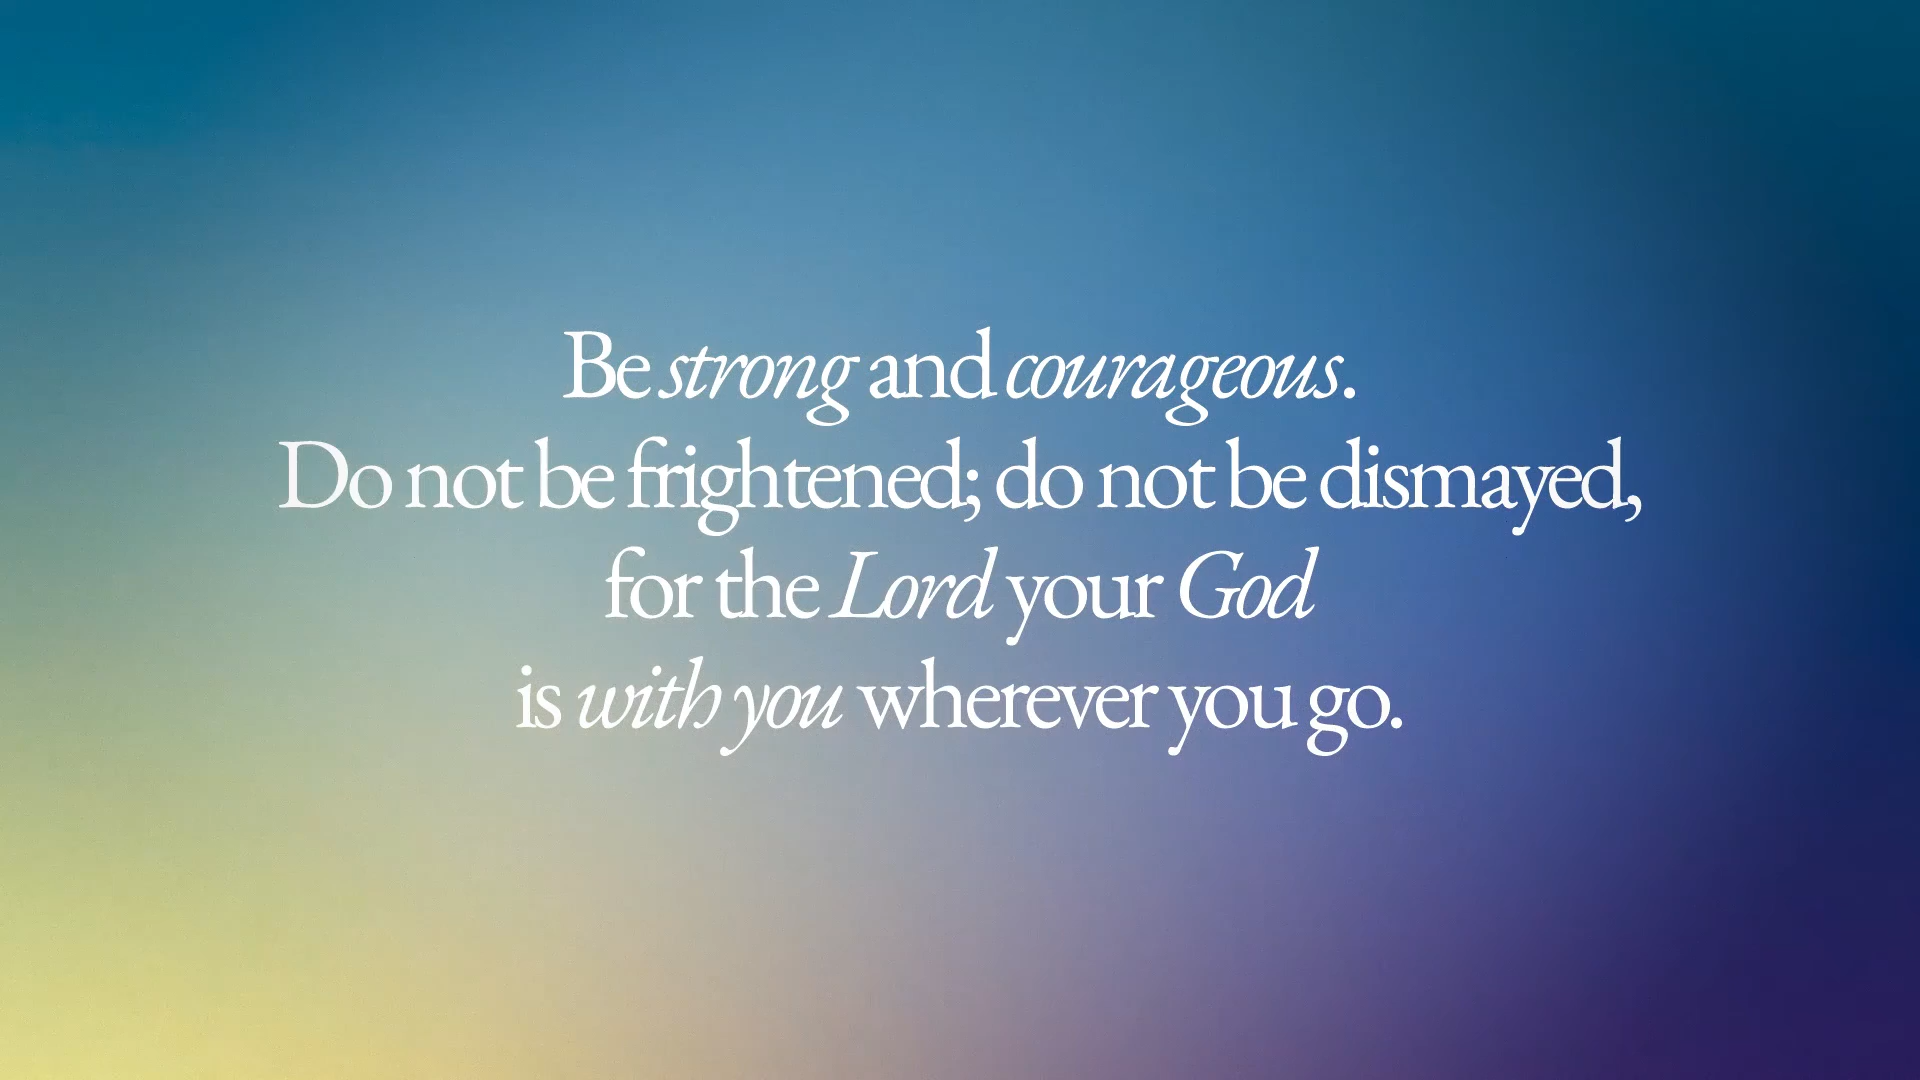 Be strong and courageous.
Do not be frightened; do not be dismayed,
for the Lord your God
is with you wherever you go.